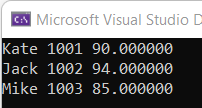 Microsoft Visual Studio D
Kate 1001 90.000000
Jack 1002 94.000000
Mike 1003 85.000000